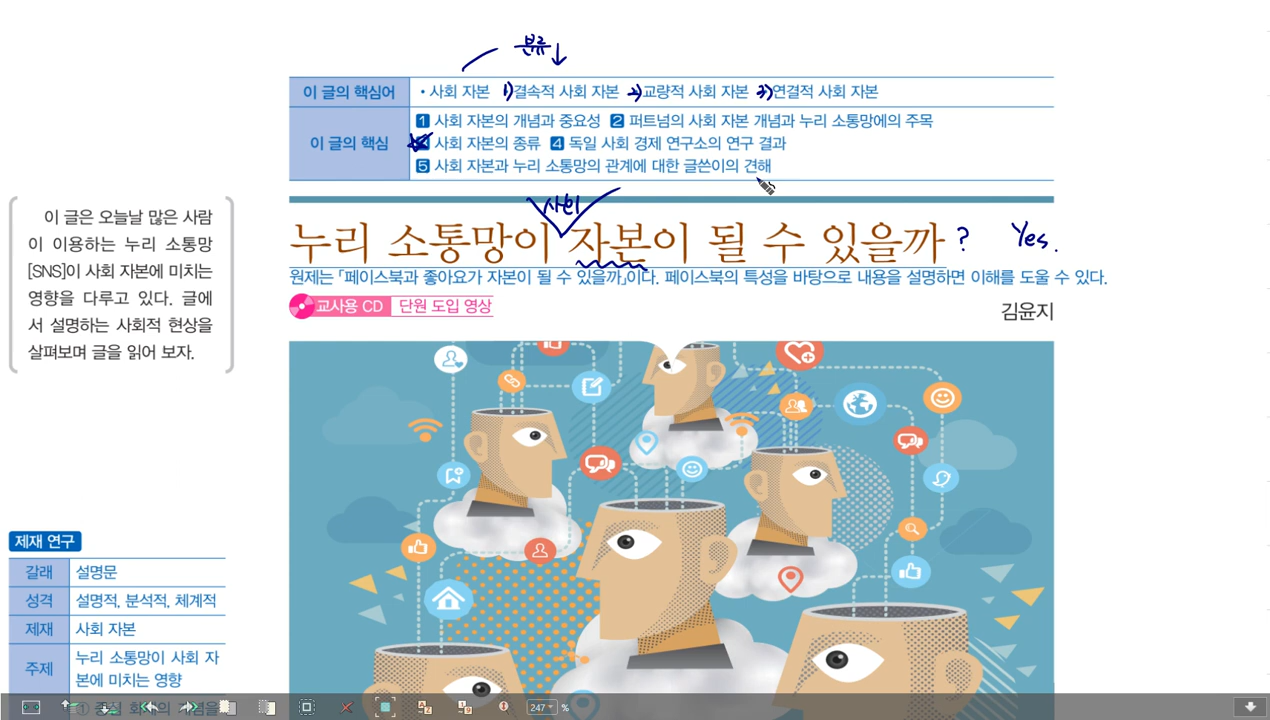 분류
이 글의 핵심어 • 사회 자본 1) 결속적 사회 자본 2) 교량적 사회 자본 3) 연결적 사회 자본
이 글의 핵심
1 사회 자본의 개념과 중요성 2 퍼트넘의 사회 자본 개념과 누리 소통망에의 주목
사회 자본의 종류 4 독일 사회 경제 연구소의 연구 결과
5 사회 자본과 누리 소통망의 관계에 대한 글쓴이의 견해
사회
누리 소통망이 자본이 될 수 있을까 ? Yes.
원제는 「페이스북과 좋아요가 자본이 될 수 있을까」이다. 페이스북의 특성을 바탕으로 내용을 설명하면 이해를 도울 수 있다.
교사용 CD 단원 도입 영상
김윤지
이 글은 오늘날 많은 사람
이 이용하는 누리 소통망
[SNS]이 사회 자본에 미치는
영향을 다루고 있다. 글에
서 설명하는 사회적 현상을
살펴보며 글을 읽어 보자.
제재 연구
갈래 설명문
성격 설명적, 분석적, 체계적
제재 사회 자본
주제 누리 소통망이 사회 자
본에 미치는 영향
① 중심 화제의 개념을
247 %